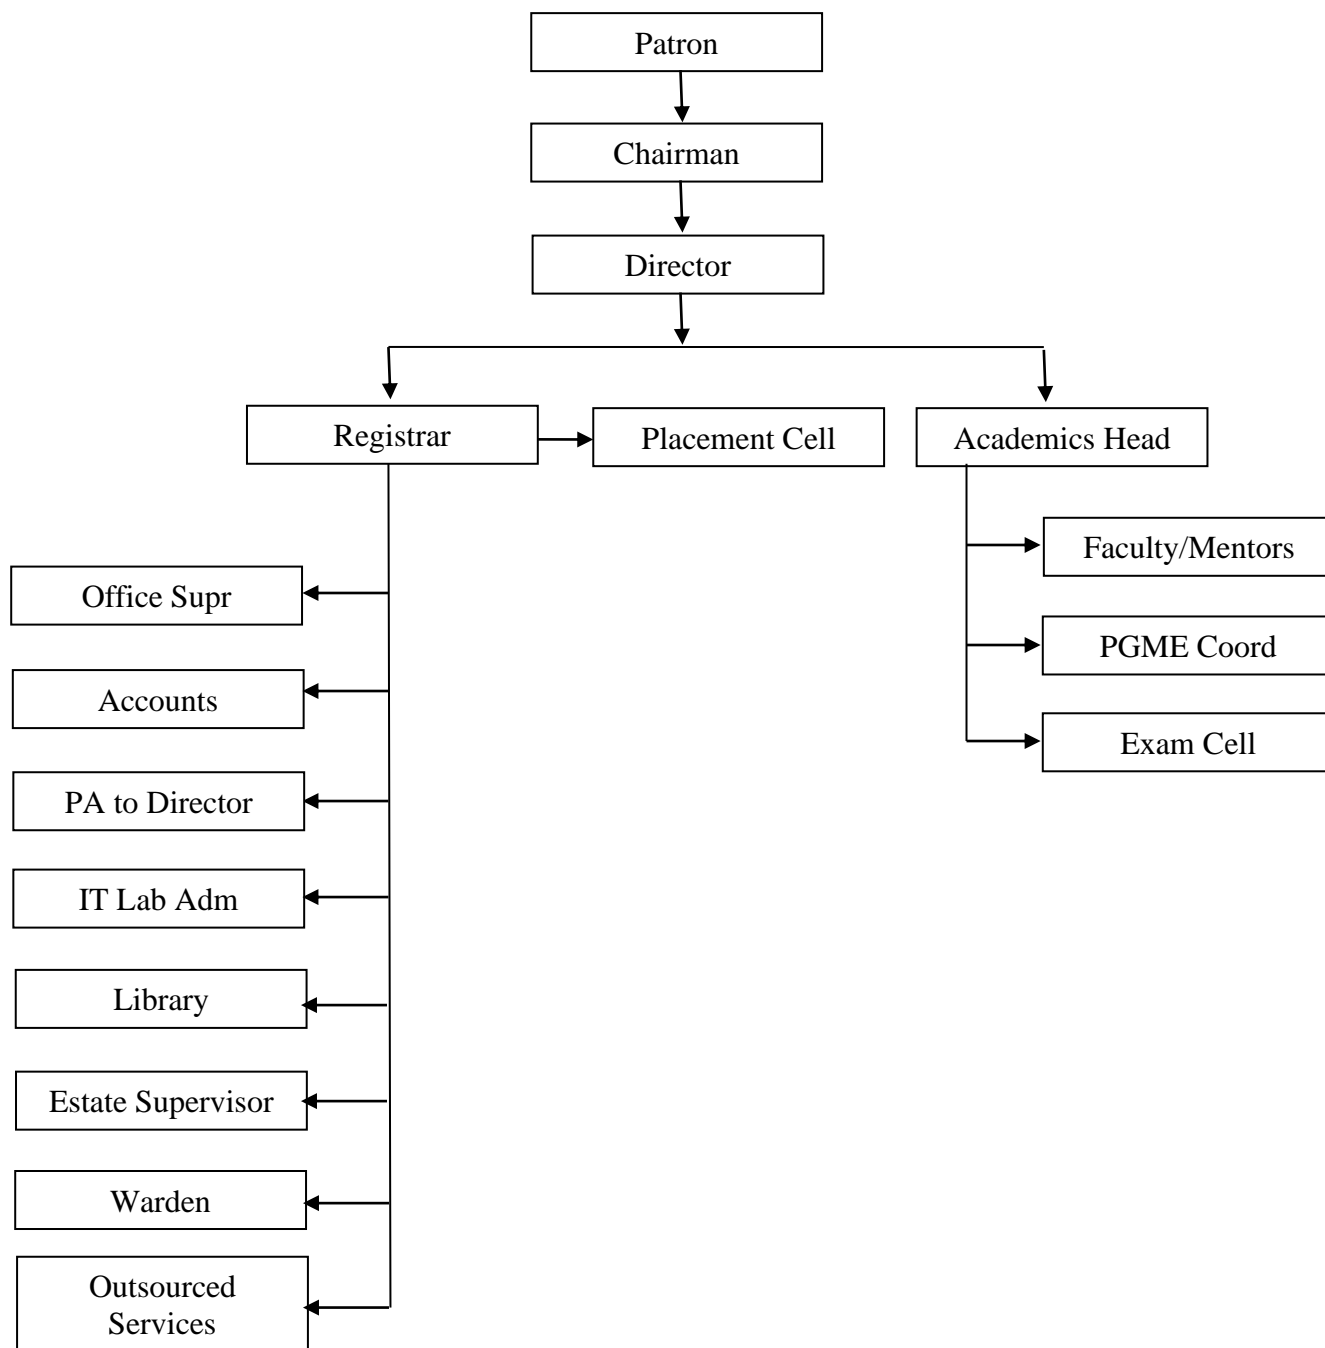 Patron
Chairman
Director
Registrar
Placement Cell
Academics Head
Faculty/Mentors
Office Supr
PGME Coord
Accounts
Exam Cell
PA to Director
IT Lab Adm
Library
Estate Supervisor
Warden
Outsourced
Services